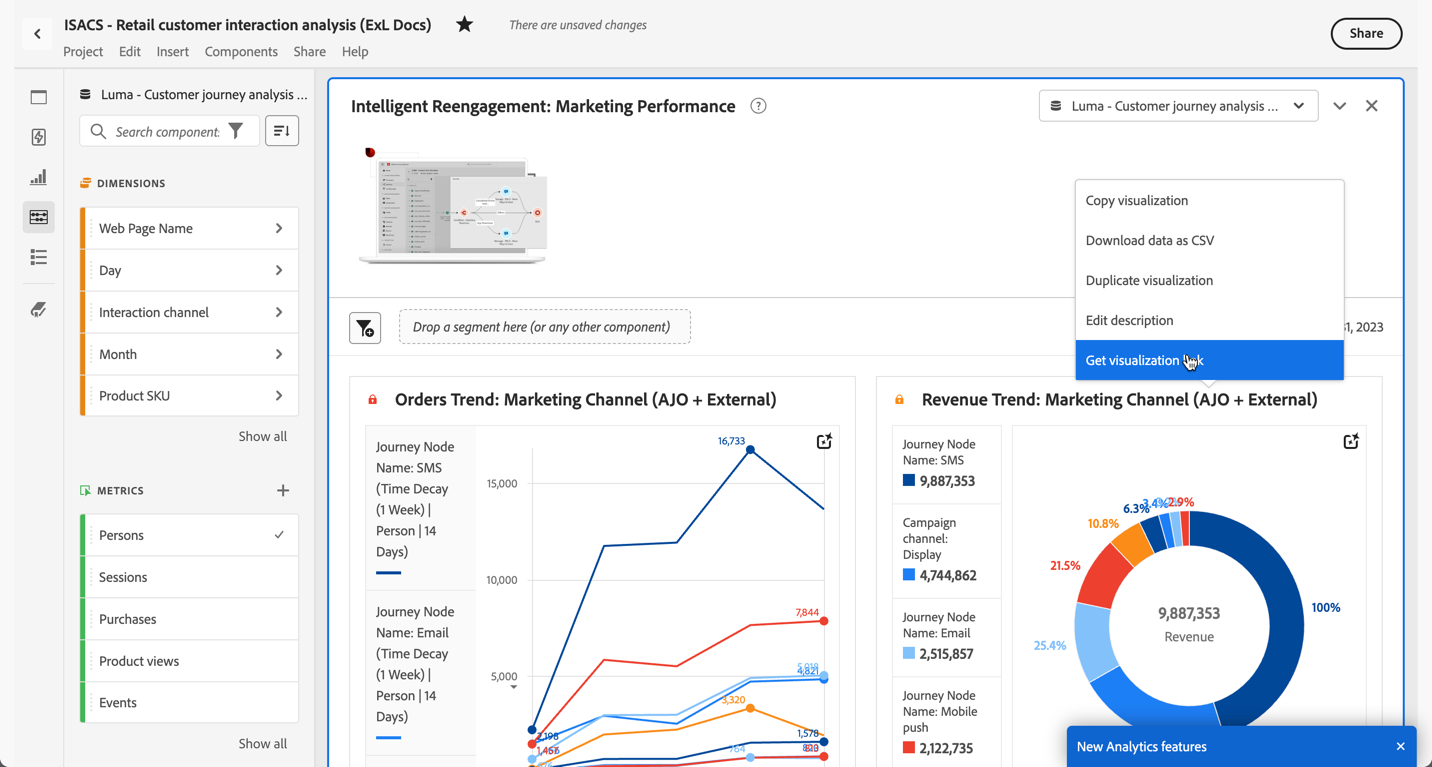 ISACS - Retail customer interaction analysis (ExL Docs)
There are unsaved changes
Share
Project Edit Insert Components Share Help
Luma - Customer journey analysis ...
Search component:
DIMENSIONS
Web Page Name
Day
Interaction channel
Month
Product SKU
Show all
METRICS
Persons
Sessions
Purchases
Product views
Events
Show all
Intelligent Reengagement: Marketing Performance
Luma - Customer journey analysis ...
Copy visualization
Download data as CSV
Duplicate visualization
Edit description
Get visualization
Drop a segment here (or any other component)
, 2023
Orders Trend: Marketing Channel (AJO + External)
Journey Node
Name: SMS
(Time Decay
(1 Week) |
Person | 14
Days)
Journey Node
Name: Email
(Time Decay
(1 Week) |
Person | 14
Days)
15,000
10,000
5,000
16,733
7,844
4,821
3,320
1,578
764
2,198
Revenue Trend: Marketing Channel (AJO + External)
Journey Node
Name: SMS
9,887,353
Campaign
channel:
Display
4,744,862
Journey Node
Name: Email
2,515,857
Journey Node
Name: Mobile
push
2,122,735
2.9%
3.4%
6.3%
10.8%
21.5%
25.4%
100%
9,887,353
Revenue
New Analytics features